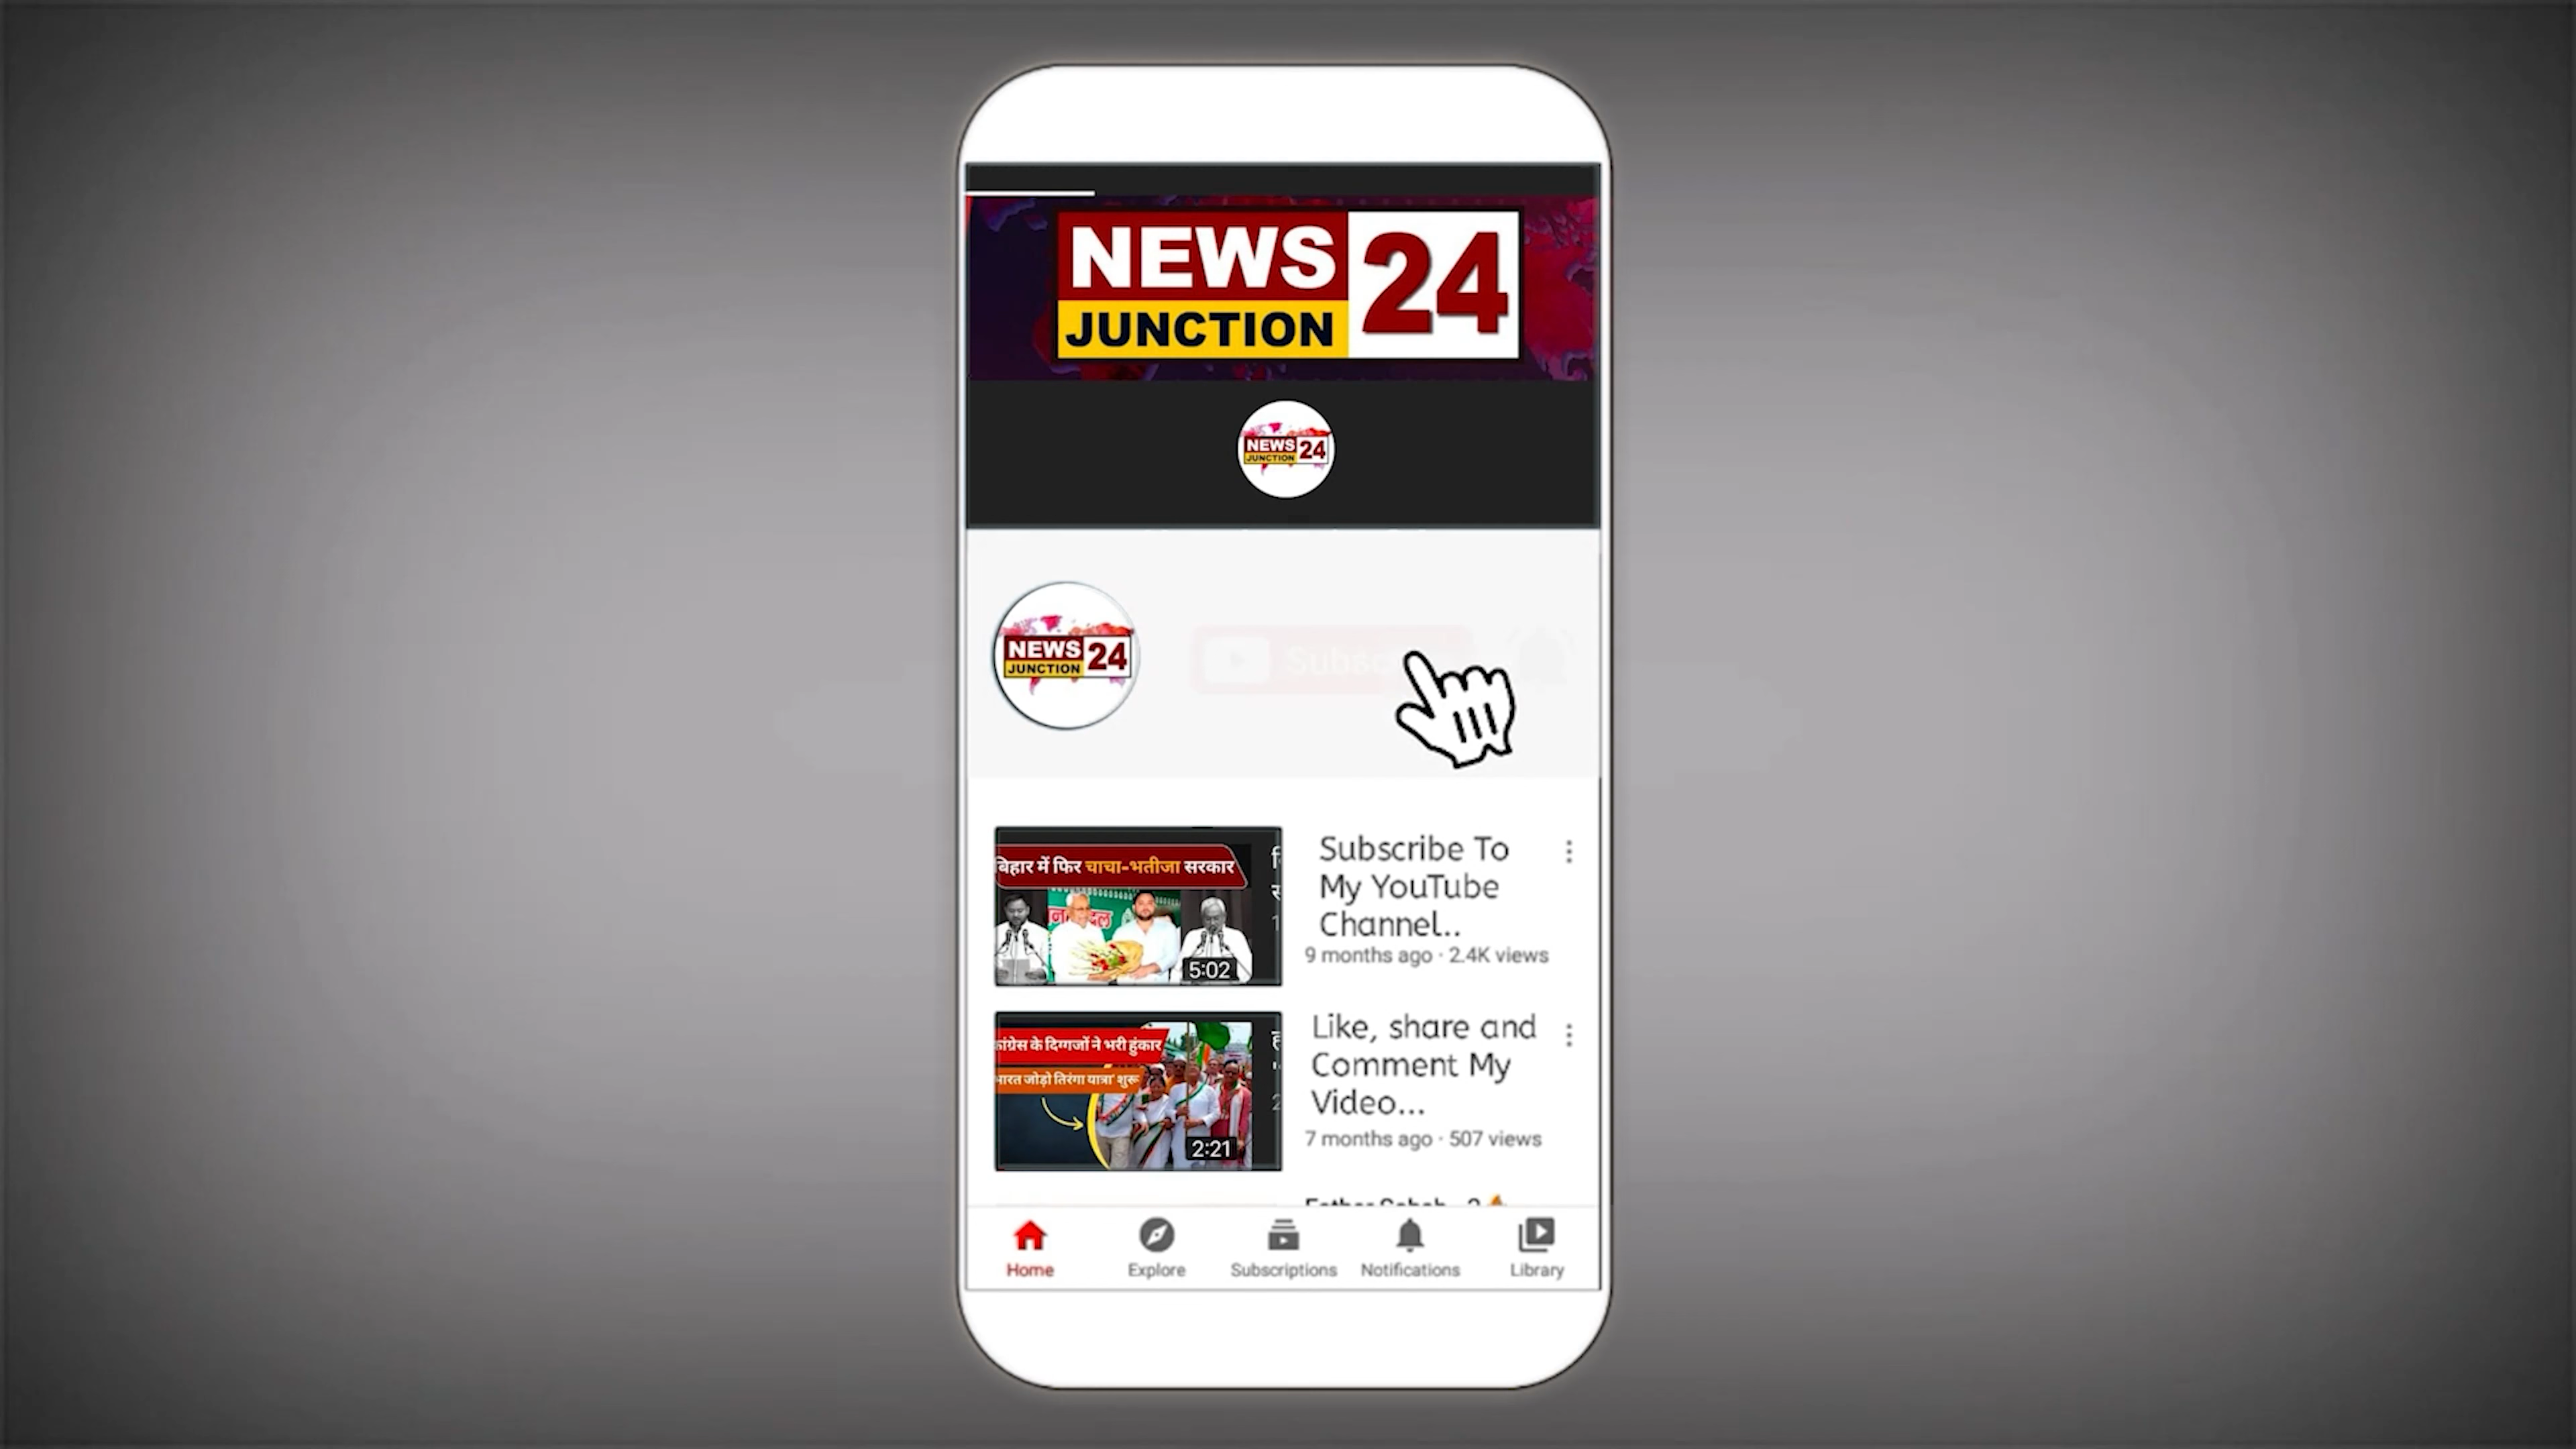 NEWS
JUNCTION
24
NEWS
JUNCTION
24
NEWS
JUNCTION
24
बिहार में फिर चाचा-भतीजा सरकार
5:02
Subscribe To
My YouTube
Channel..
9 months ago · 2.4K views
कांग्रेस के दिग्गजों ने भरी हुंकार
भारत जोड़ो तिरंगा यात्रा' शुरू
2:21
Like, share and
Comment My
Video...
7 months ago · 507 views
Home
Explore
Subscriptions
Notifications
Library